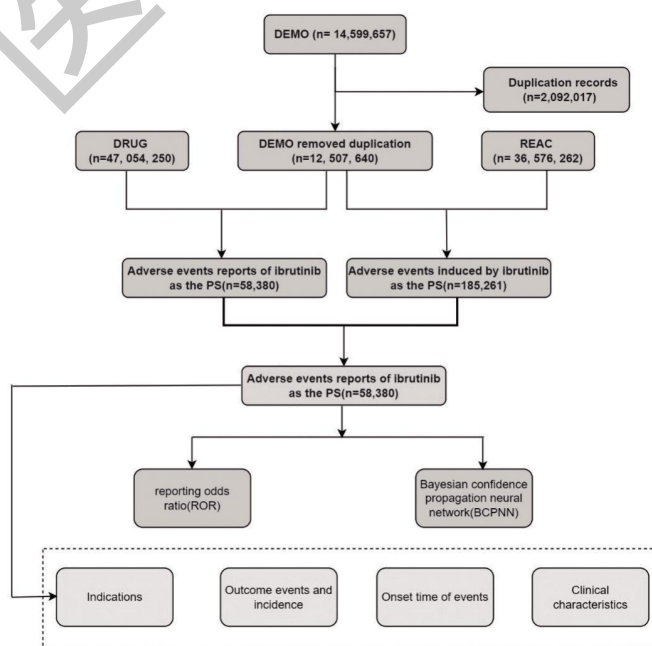 DEMO (n= 14,599,657)
Duplication records
(n=2,092,017)
DRUG
(n=47, 054, 250)
DEMO removed duplication
(n=12, 507, 640)
REAC
(n= 36, 576, 262)
Adverse events reports of ibrutinib
as the PS(n=58,380)
Adverse events induced by ibrutinib
as the PS(n=185,261)
Adverse events reports of ibrutinib
as the PS(n=58,380)
reporting odds
ratio(ROR)
Bayesian confidence
propagation neural
network(BCPNN)
Indications
Outcome events and
incidence
Onset time of events
Clinical
characteristics